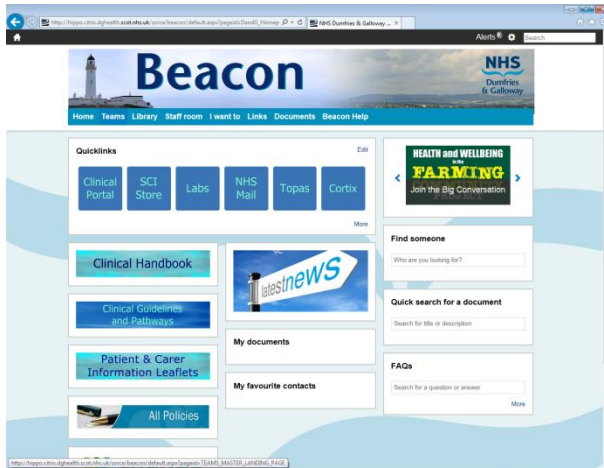 http://hippo.citrix.dghealth.scot.nhs.uk/sorce/beacon/default.aspx?pageid=DandG_Homep
NHS Dumfries & Galloway ...
Alerts
Search
Beacon
NHS
Dumfries
& Galloway
Home Teams Library Staff room I want to Links Documents Beacon Help
Quicklinks
Edit
Clinical
Portal
SCI
Store
Labs
NHS
Mail
Topas
Cortix
More
HEALTH and WELLBEING
in the
FARMING
COMMUNITY
PROJECT
Join the Big Conversation
Clinical Handbook
Clinical Guidelines
and Pathways
Patient & Carer
Information Leaflets
All Policies
latestnews
My documents
My favourite contacts
Find someone
Who are you looking for?
Quick search for a document
Search for title or description
FAQs
Search for a question or answer
More
http://hippo.citrix.dghealth.scot.nhs.uk/sorce/beacon/default.aspx?pageid=TEAMS_MASTER_LANDING_PAGE